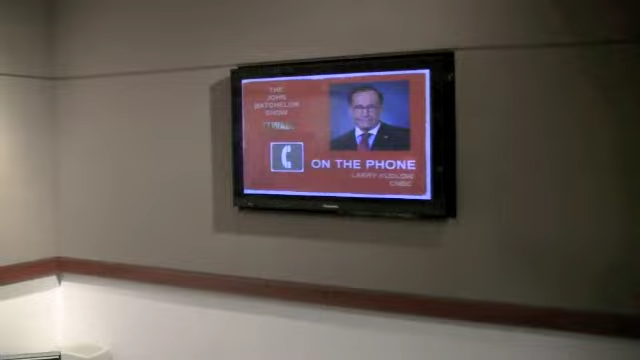 THE
JOHN
BATCHELOR
SHOW
ON THE PHONE
LARRY KUDLOW
CNBC